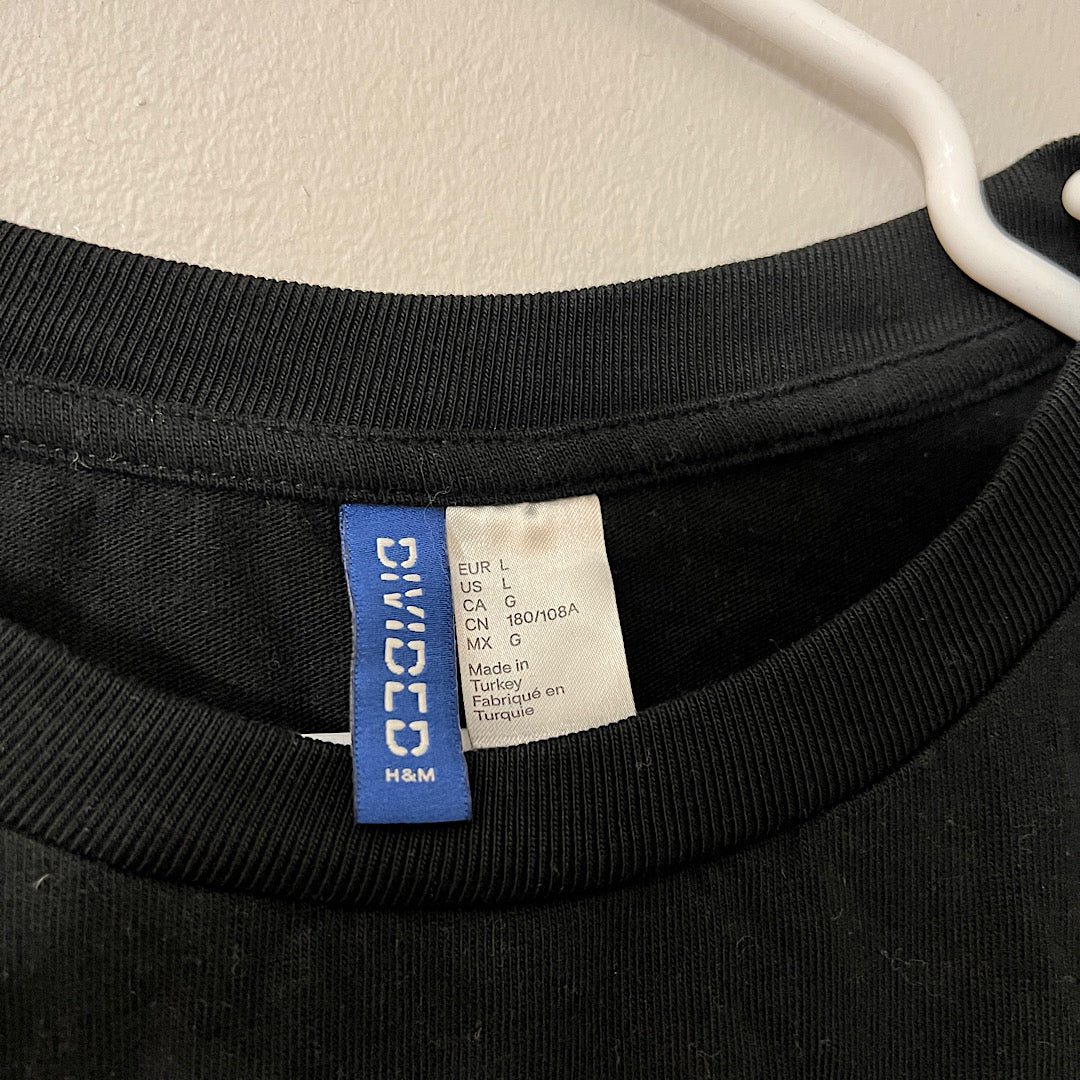 DIVIDED
H&M
EUR L
US L
CA G
CN 180/108A
MX G
Made in
Turkey
Fabriqué en
Turquie